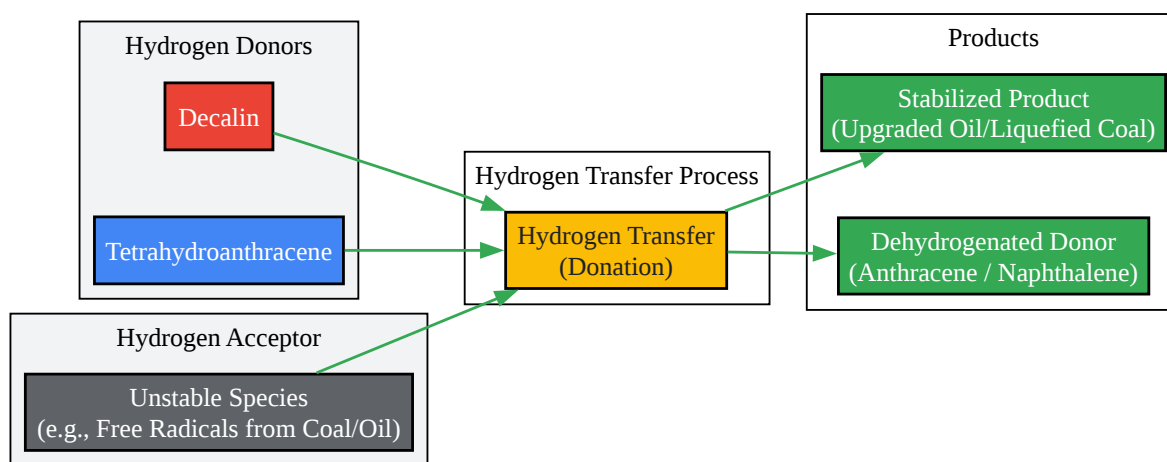 Hydrogen Donors
Decalin
Tetrahydroanthracene
Hydrogen Acceptor
Unstable Species
(e.g., Free Radicals from Coal/Oil)
Hydrogen Transfer Process
Hydrogen Transfer
(Donation)
Products
Stabilized Product
(Upgraded Oil/Liquefied Coal)
Dehydrogenated Donor
(Anthracene / Naphthalene)